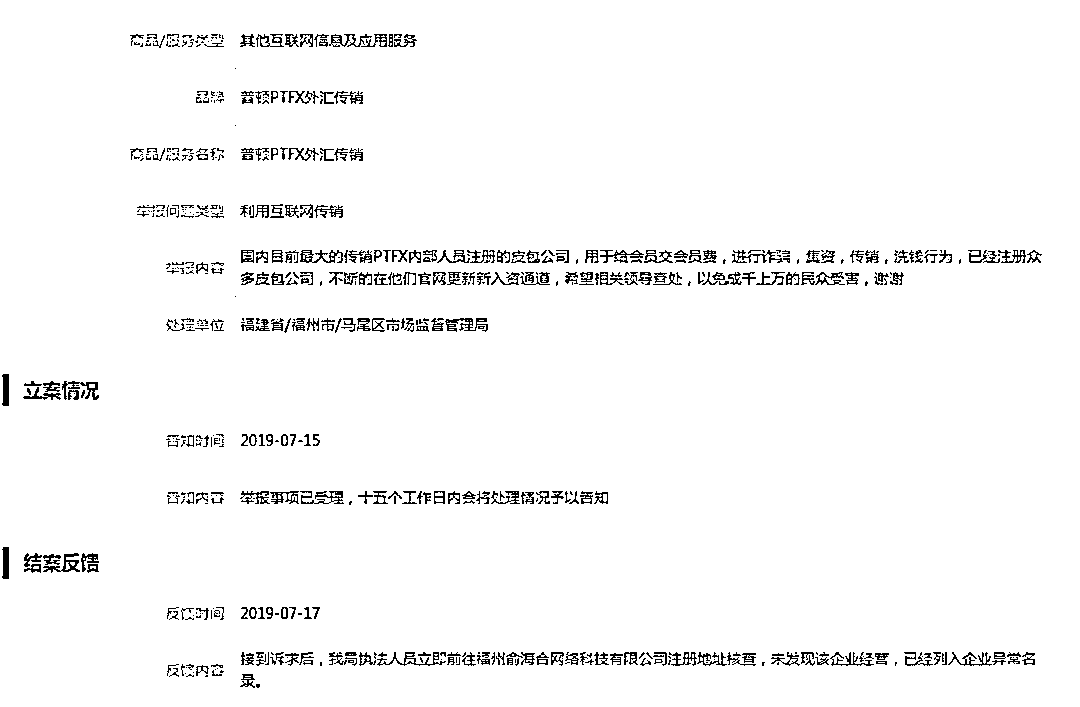 商品/服务类型 其他互联网信息及应用服务
品牌 普顿PTFX外汇传销
商品/服务名称 普顿PTFX外汇传销
举报问题类型 利用互联网传销
举报内容 国内目前最大的传销PTFX内部人员注册的皮包公司，用于给会员交会员费，进行诈骗，集资，传销，洗钱行为，已经注册众
多皮包公司，不断的在他们官网更新新入资通道，希望相关领导查处，以免成千上万的民众受害，谢谢
处理单位 福建省/福州市/马尾区市场监督管理局
立案情况
告知时间 2019-07-15
告知内容 举报事项已受理，十五个工作日内会将处理情况予以告知
结案反馈
反馈时间 2019-07-17
反馈内容 接到诉求后，我局执法人员立即前往福州俞海合网络科技有限公司注册地址核查，未发现该企业经营，已经列入企业异常名
录。